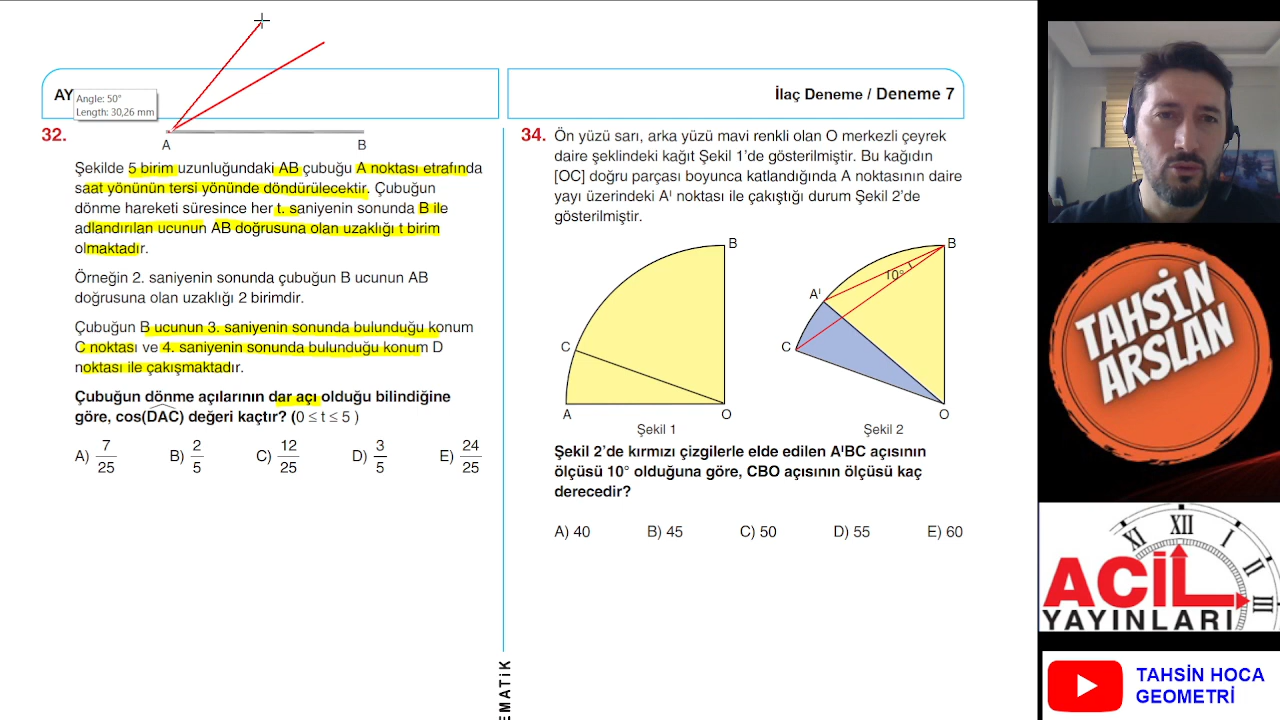 AY
Angle: 50°
Length: 30,26 mm
İlaç Deneme / Deneme 7
32.
A
B
Şekilde 5 birim uzunluğundaki AB çubuğu A noktası etrafında
saat yönünün tersi yönünde döndürülecektir. Çubuğun
dönme hareketi süresince her t. saniyenin sonunda B ile
adlandırılan ucunun AB doğrusuna olan uzaklığı t birim
olmaktadır.
Örneğin 2. saniyenin sonunda çubuğun B ucunun AB
doğrusuna olan uzaklığı 2 birimdir.
Çubuğun B ucunun 3. saniyenin sonunda bulunduğu konum
C noktası ve 4. saniyenin sonunda bulunduğu konum D
noktası ile çakışmaktadır.
Çubuğun dönme açılarının dar açı olduğu bilindiğine
göre, cos(DAC) değeri kaçtır? (0 ≤ t ≤ 5 )
A) 7/25 B) 2/5 C) 12/25 D) 3/5 E) 24/25
34. Ön yüzü sarı, arka yüzü mavi renkli olan O merkezli çeyrek
daire şeklindeki kağıt Şekil 1’de gösterilmiştir. Bu kağıdın
[OC] doğru parçası boyunca katlandığında A noktasının daire
yayı üzerindeki Aᴵ noktası ile çakıştığı durum Şekil 2’de
gösterilmiştir.
B
C
A
O
Şekil 1
B
10°
Aᴵ
C
O
Şekil 2
Şekil 2’de kırmızı çizgilerle elde edilen AᴵBC açısının
ölçüsü 10° olduğuna göre, CBO açısının ölçüsü kaç
derecedir?
A) 40 B) 45 C) 50 D) 55 E) 60
EMATİK
TAHSİN
ARSLAN
XI XII I II III
ACİL
YAYINLARI
TAHSİN HOCA
GEOMETRİ